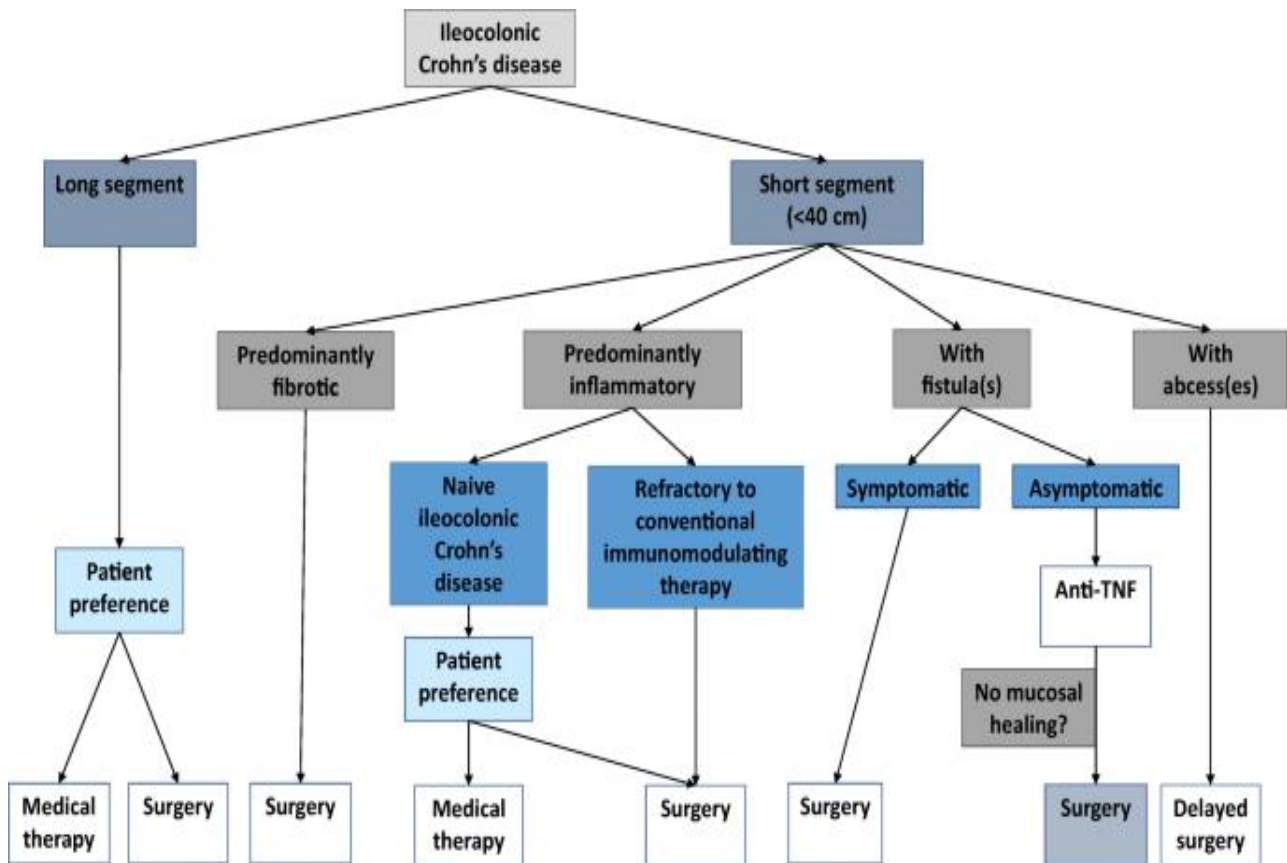 Ileocolonic
Crohn's disease
Long segment
Short segment
(<40 cm)
Predominantly
fibrotic
Predominantly
inflammatory
With
fistula(s)
With
abcess(es)
Naive
ileocolonic
Crohn's
disease
Refractory to
conventional
immunomodulating
therapy
Symptomatic
Asymptomatic
Patient
preference
Anti-TNF
Patient
preference
No mucosal
healing?
Medical
therapy
Surgery
Surgery
Medical
therapy
Surgery
Surgery
Surgery
Delayed
surgery